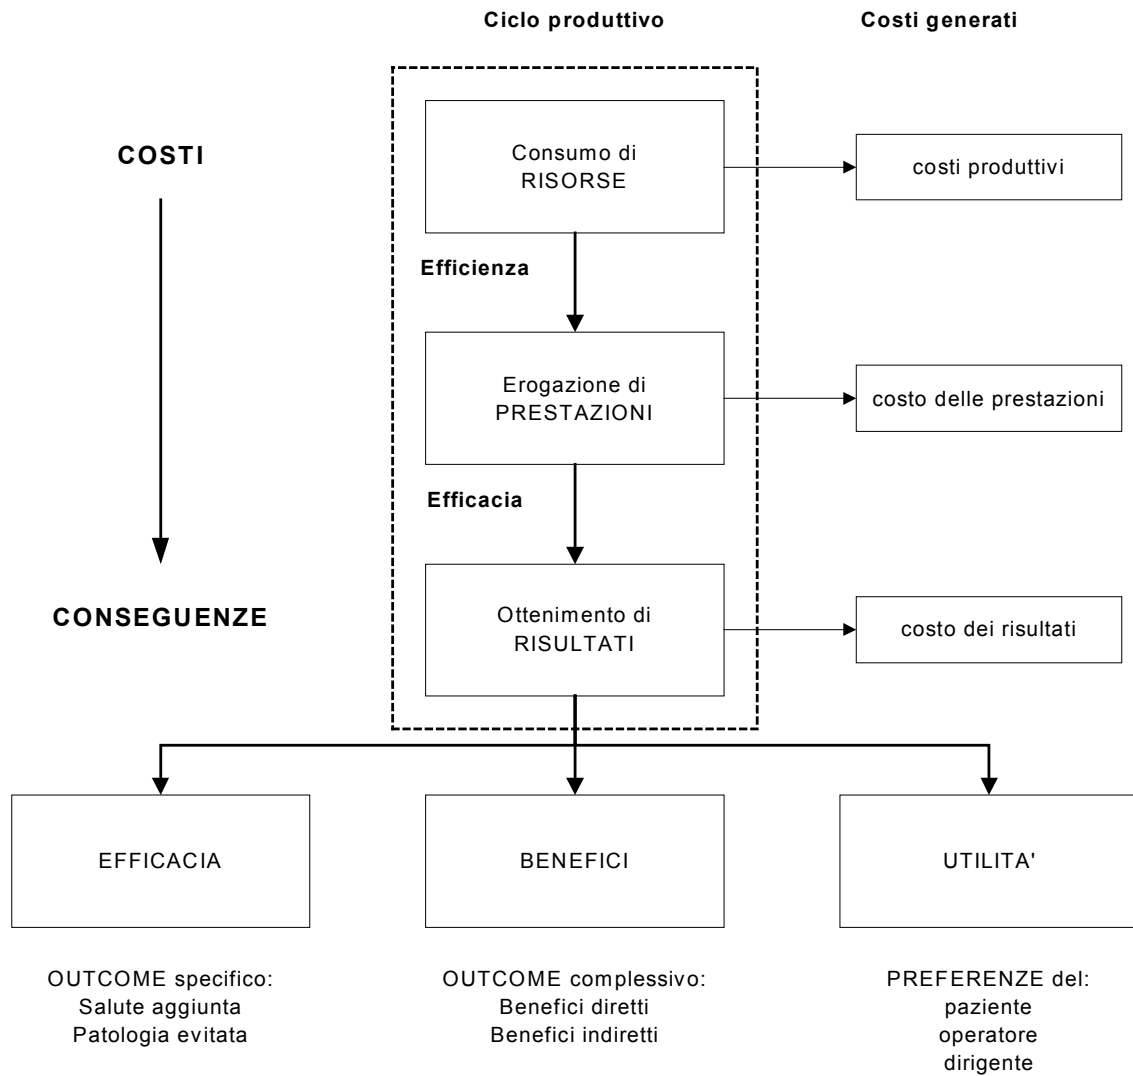 Ciclo produttivo
Costi generati
COSTI
Consumo di
RISORSE
costi produttivi
Efficienza
Erogazione di
PRESTAZIONI
costo delle prestazioni
Efficacia
CONSEGUENZE
Ottenimento di
RISULTATI
costo dei risultati
EFFICACIA
BENEFICI
UTILITA'
OUTCOME specifico:
Salute aggiunta
Patologia evitata
OUTCOME complessivo:
Benefici diretti
Benefici indiretti
PREFERENZE del:
paziente
operatore
dirigente